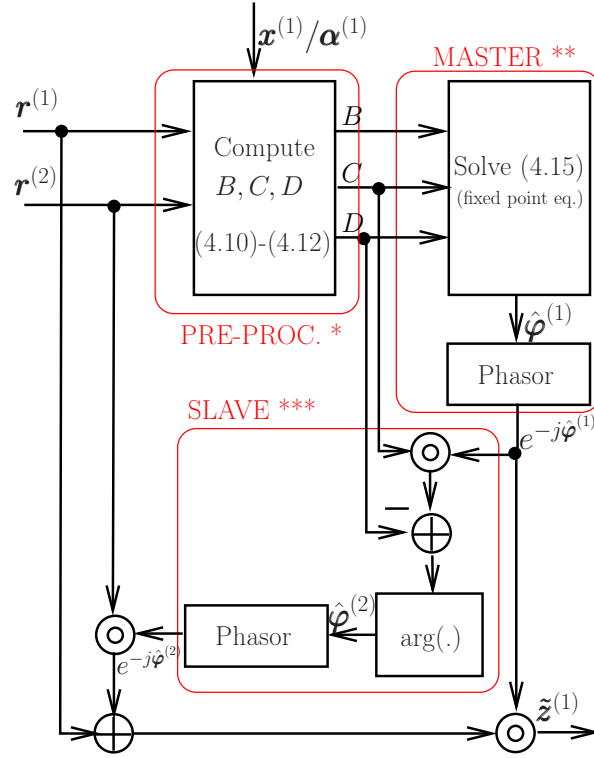 x^(1)/α^(1)
MASTER **
r^(1)
B
Compute
B, C, D
(4.10)-(4.12)
Solve (4.15)
(fixed point eq.)
r^(2)
C
D
PRE-PROC. *
φ̂^(1)
Phasor
SLAVE ***
e^{-jφ̂^(1)}
−
φ̂^(2)
Phasor
arg(.)
e^{-jφ̂^(2)}
z̃^(1)